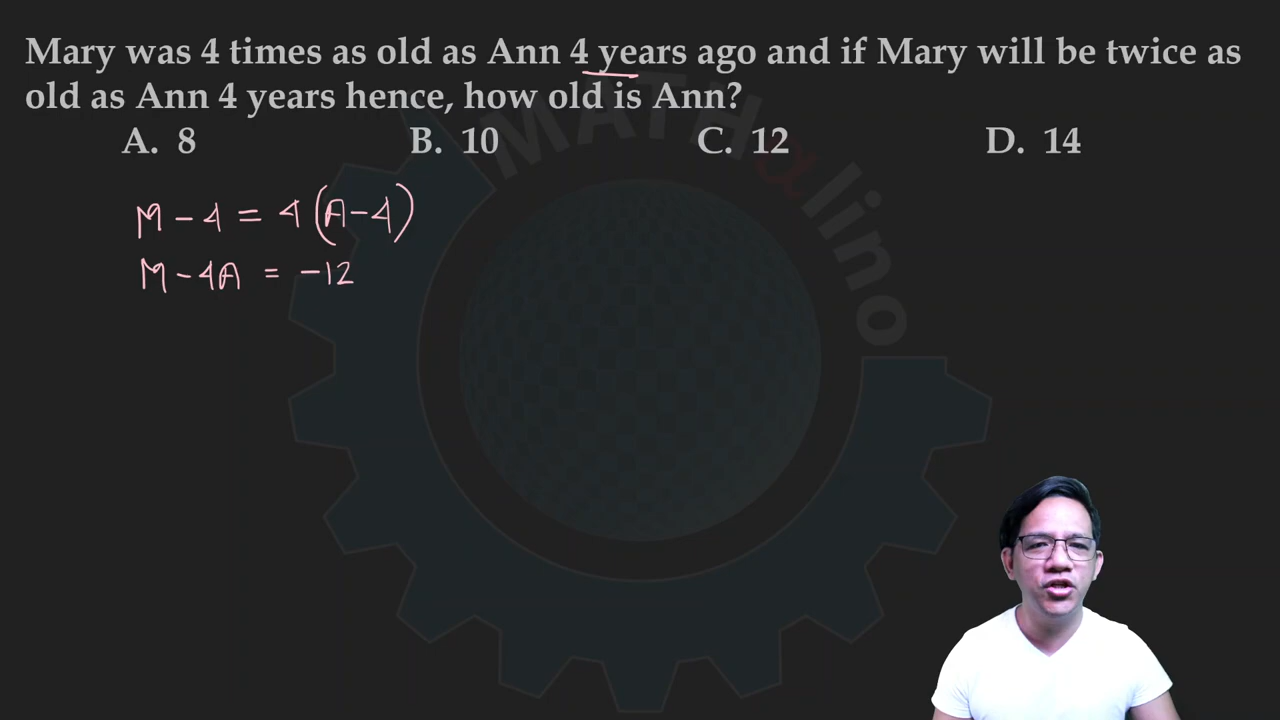 Mary was 4 times as old as Ann 4 years ago and if Mary will be twice as
old as Ann 4 years hence, how old is Ann?
A. 8 B. 10 C. 12 D. 14
MATHalino
M - 4 = 4(A - 4)
M - 4A = -12